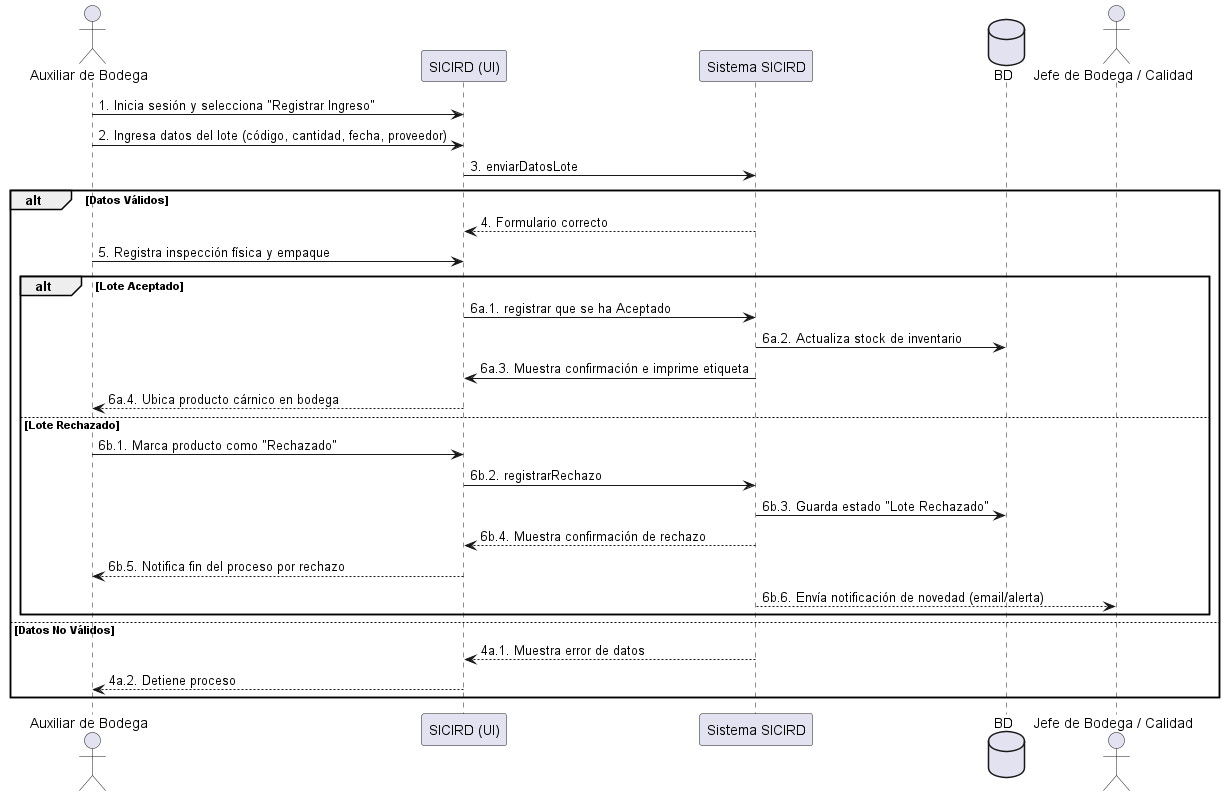 Auxiliar de Bodega
SICIRD (UI)
Sistema SICIRD
BD
Jefe de Bodega / Calidad
1. Inicia sesión y selecciona "Registrar Ingreso"
2. Ingresa datos del lote (código, cantidad, fecha, proveedor)
3. enviarDatosLote
alt
[Datos Válidos]
4. Formulario correcto
5. Registra inspección física y empaque
alt
[Lote Aceptado]
6a.1. registrar que se ha Aceptado
6a.2. Actualiza stock de inventario
6a.3. Muestra confirmación e imprime etiqueta
6a.4. Ubica producto cárnico en bodega
[Lote Rechazado]
6b.1. Marca producto como "Rechazado"
6b.2. registrarRechazo
6b.3. Guarda estado "Lote Rechazado"
6b.4. Muestra confirmación de rechazo
6b.5. Notifica fin del proceso por rechazo
6b.6. Envía notificación de novedad (email/alerta)
[Datos No Válidos]
4a.1. Muestra error de datos
4a.2. Detiene proceso
Auxiliar de Bodega
SICIRD (UI)
Sistema SICIRD
BD
Jefe de Bodega / Calidad